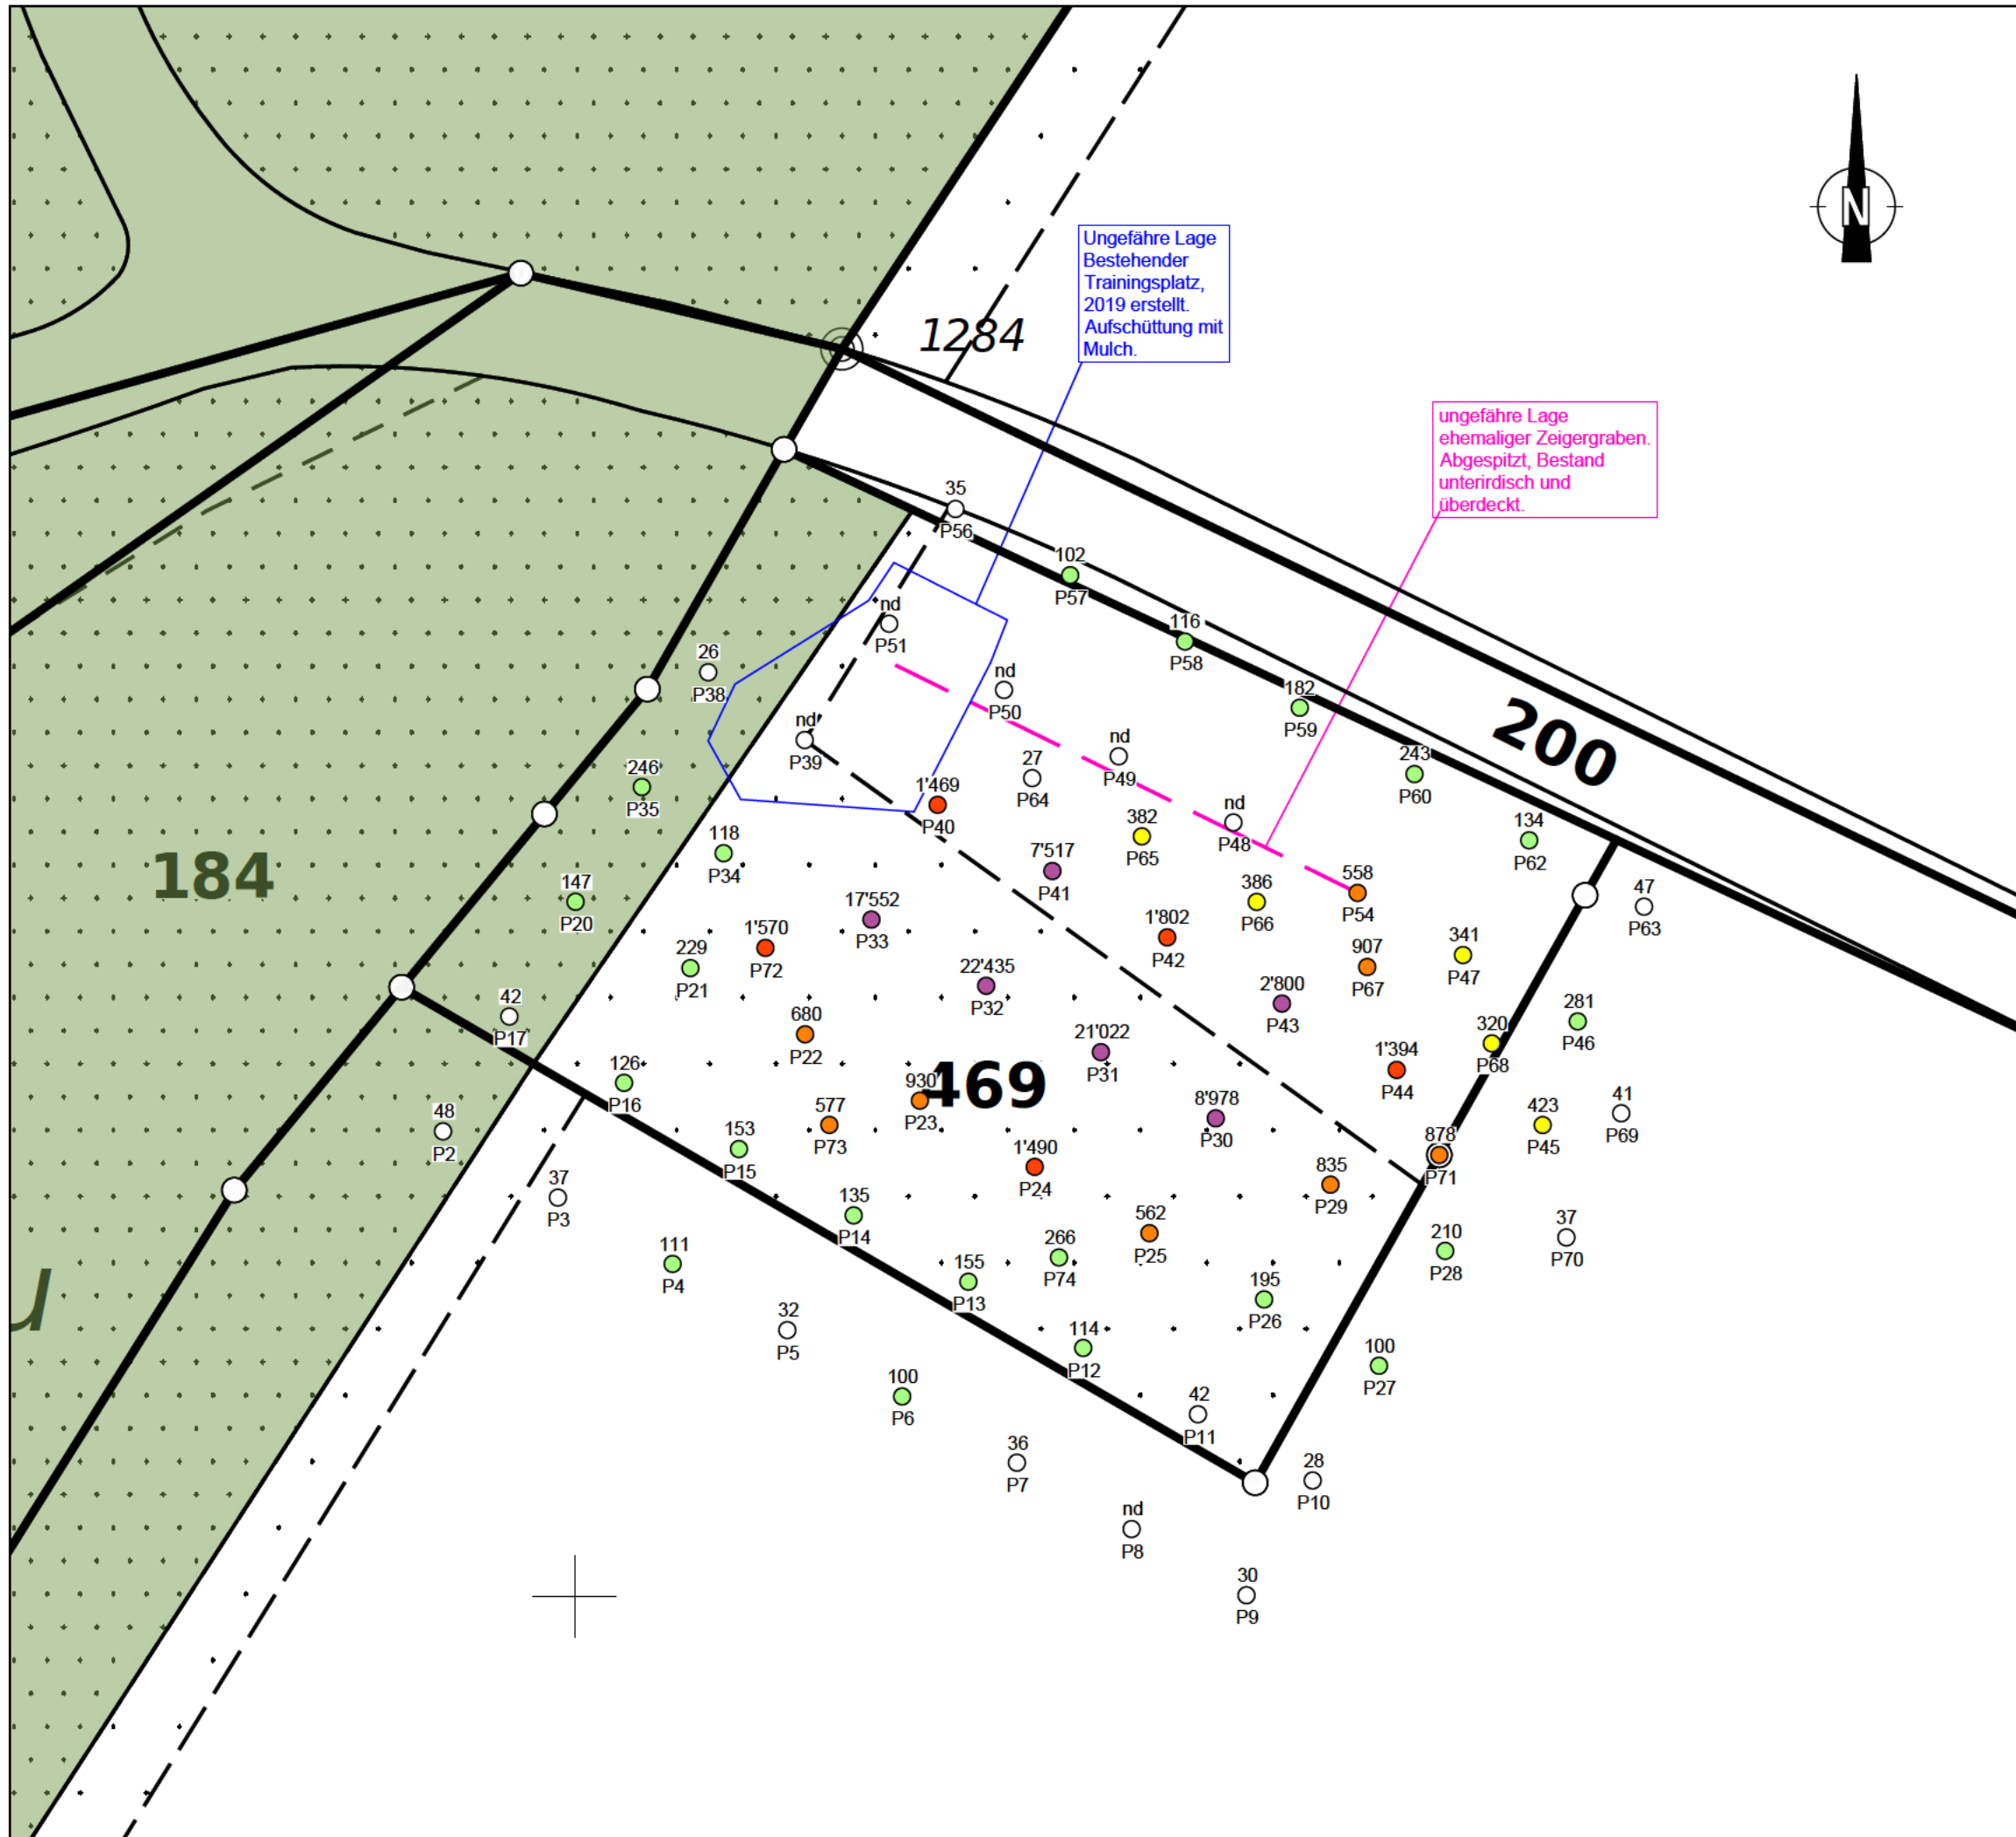 N
Ungefähre Lage
Bestehender
Trainingsplatz,
2019 erstellt.
Aufschüttung mit
Mulch.
1284
ungefähre Lage
ehemaliger Zeigergraben.
Abgespitzt, Bestand
unterirdisch und
überdeckt.
35
P56
102
P57
nd
P51
116
P58
26
P38
nd
P50
182
P59
200
nd
P39
nd
P49
243
P60
246
P35
27
P64
1'469
P40
nd
P48
134
P62
118
P34
382
P65
184
7'517
P41
558
P54
147
P20
386
P66
47
P63
17'552
P33
1'802
P42
341
P47
1'570
P72
229
P21
907
P67
22'435
P32
2'800
P43
42
P17
281
P46
680
P22
320
P68
21'022
P31
1'394
P44
126
P16
469
930
P23
8'978
P30
41
P69
577
P73
423
P45
48
P2
153
P15
878
P71
1'490
P24
835
P29
37
P3
135
P14
562
P25
37
P70
210
P28
266
P74
111
P4
155
P13
195
P26
u
32
P5
114
P12
100
P27
100
P6
42
P11
36
P7
28
P10
nd
P8
30
P9